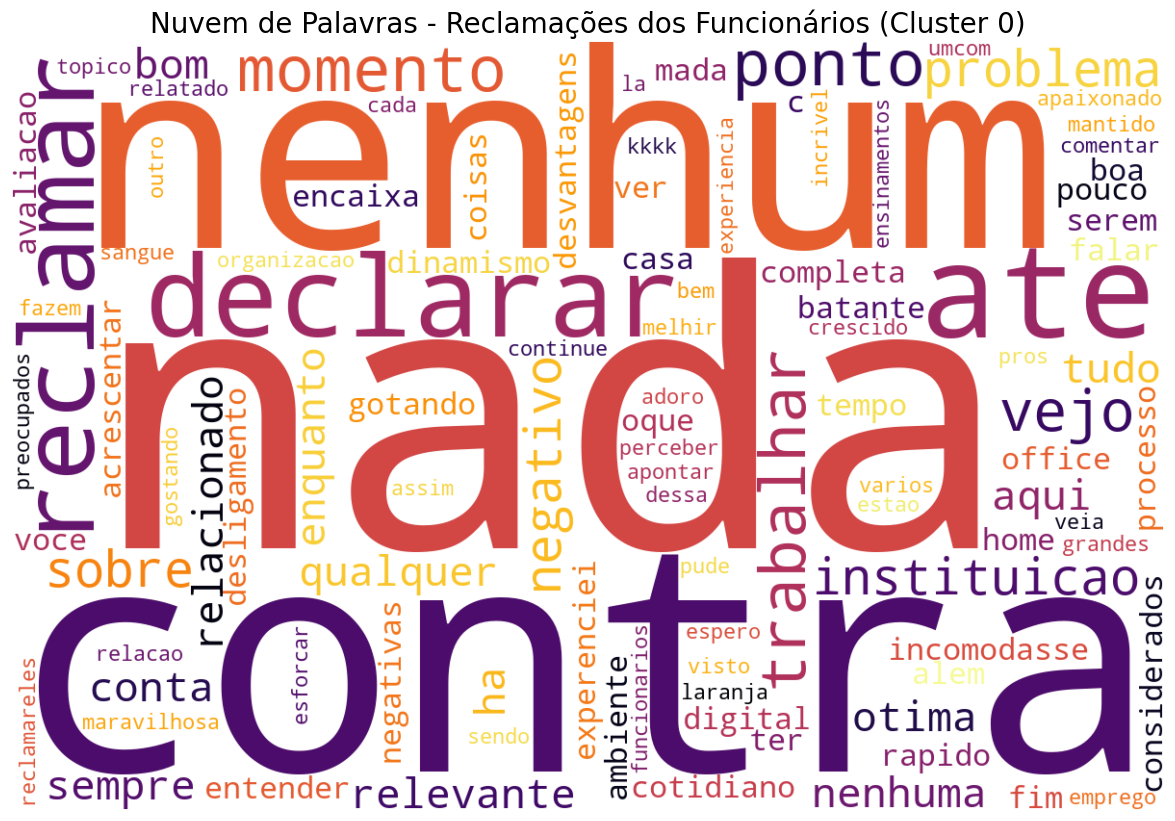 Nuvem de Palavras - Reclamações dos Funcionários (Cluster 0)
topico
bom
momento
umcom
ponto
problema
relatado
cada
la
mada
c
apaixonado
mantido
comentar
avaliacao
reclamar
nenhum
outro
encaixa
coisas
desvantagens
kkkk
ver
experiencia
incrivel
ensinamentos
boa
pouco
serem
falar
sangue
organizacao
dinamismo
casa
completa
declarar
bem
batante
ate
fazem
melhir
crescido
continue
preocupados
acrescentar
nada
pros
tudo
relacionado
desligamento
enquanto
gotando
negativo
adoro
oque
perceber
apontar
dessa
trabalhar
tempo
vejo
processo
gostando
assim
varios
estao
office
aqui
veia
voce
home
grandes
sobre
qualquer
pude
instituicao
contra
relacao
conta
maravilhosa
esforcar
negativas
ha
sendo
experienciei
ambiente
funcionarios
espero
visto
laranja
digital
ter
incomodasse
alem
otima
rapido
considerados
reclamareles
sempre
entender
relevante
cotidiano
nenhuma
fim
emprego